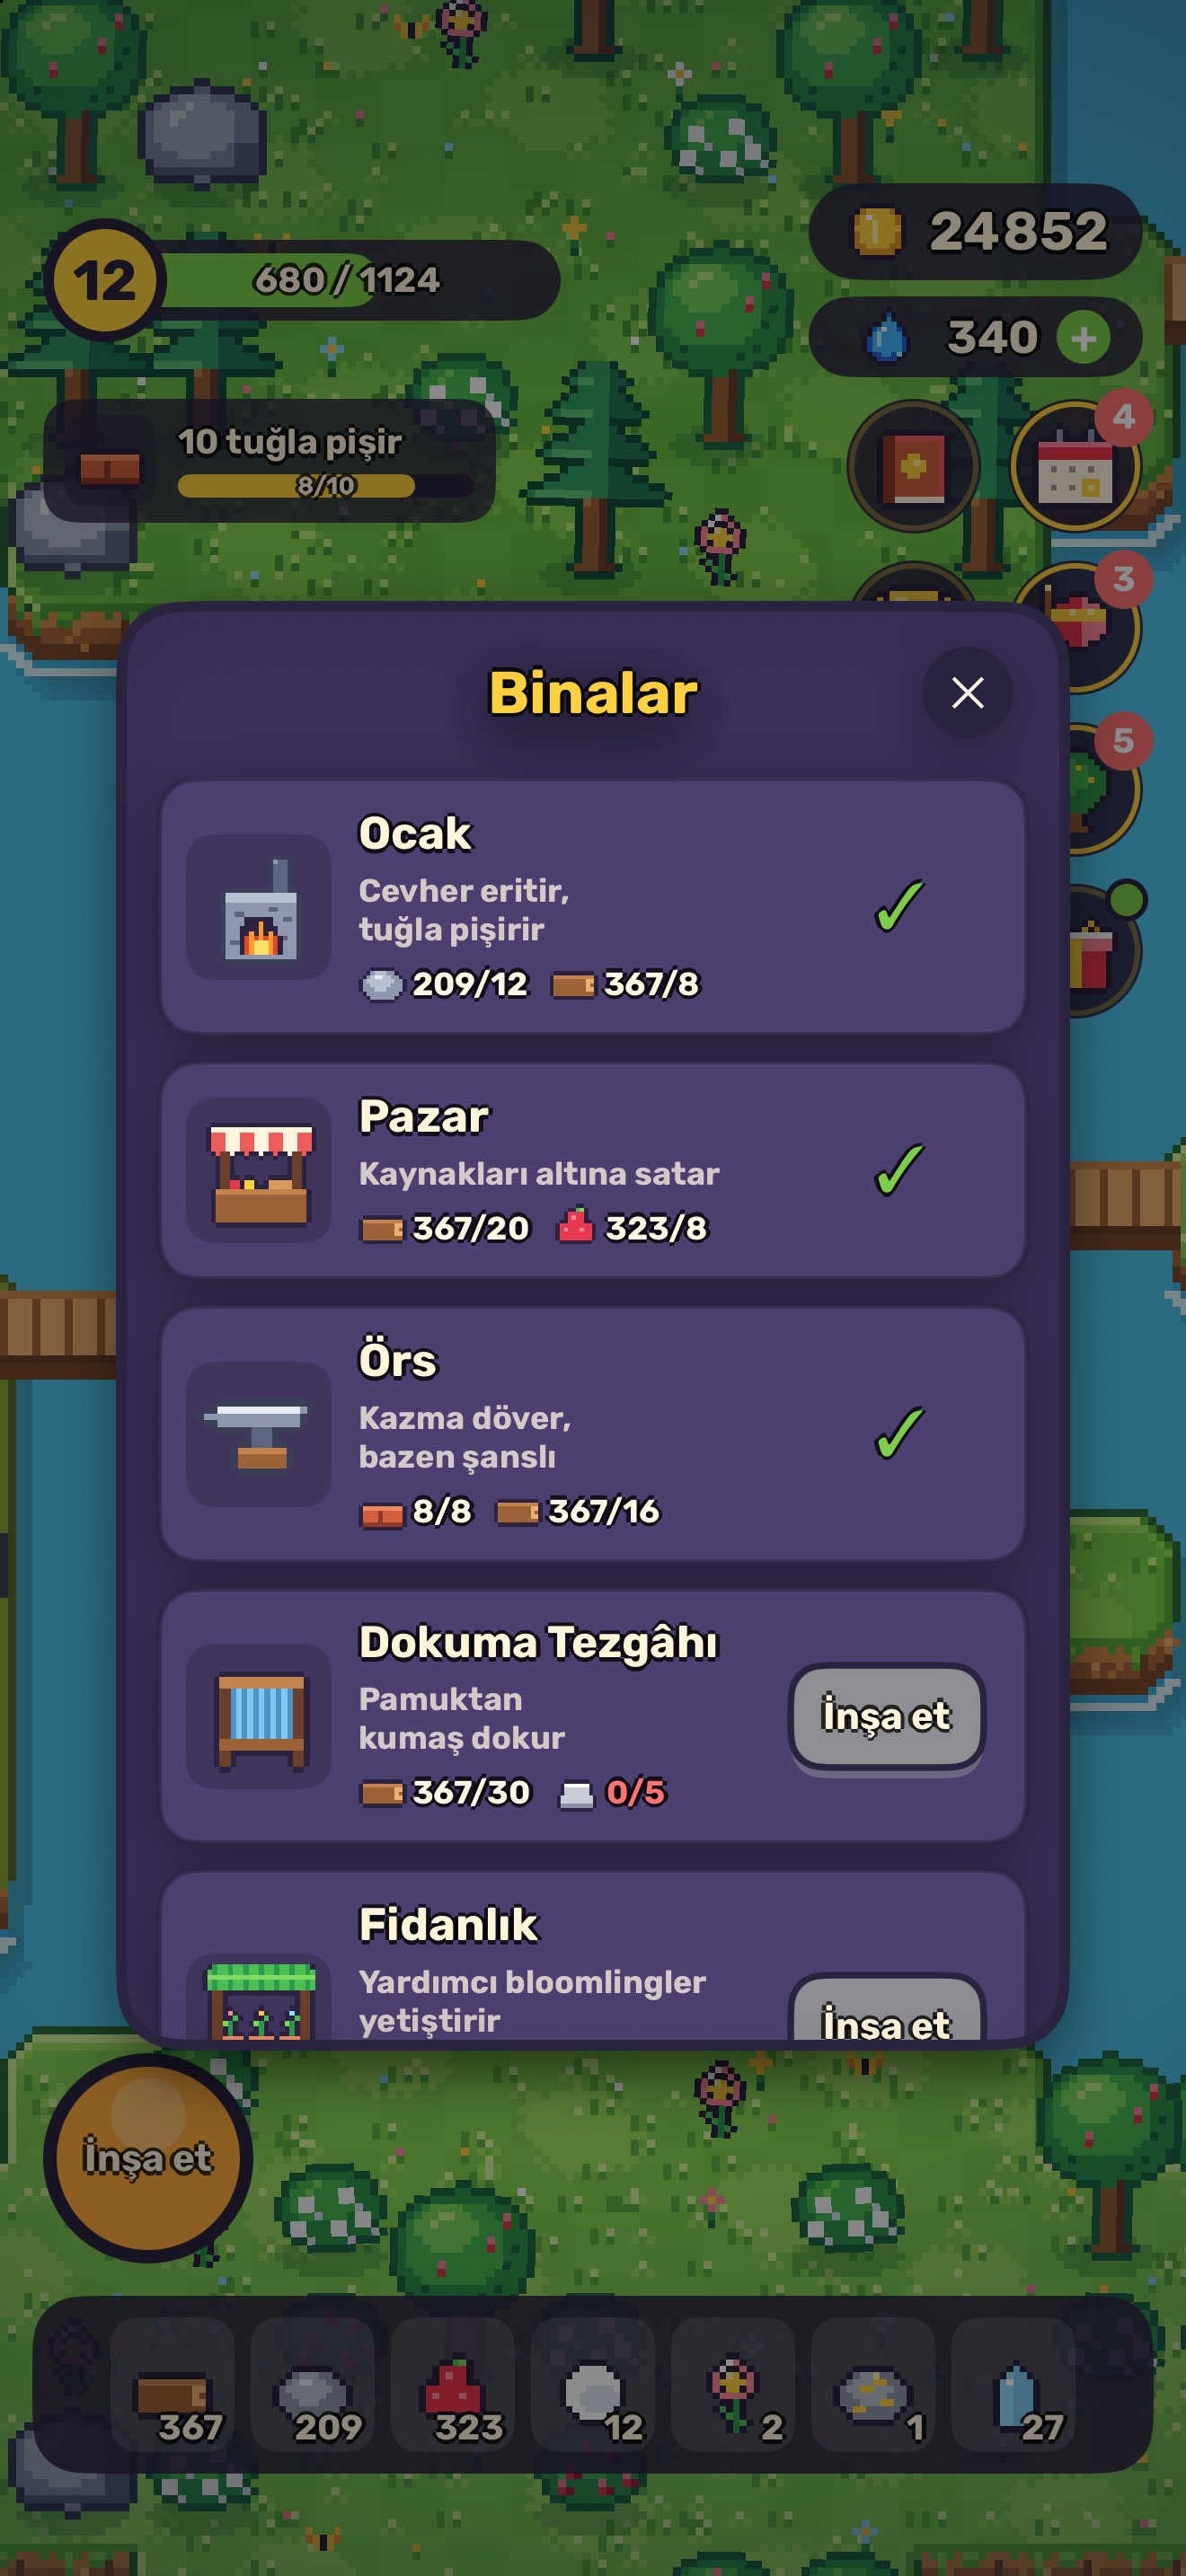 24852
12
680 / 1124
340
10 tuğla pişir
8/10
4
3
5
Binalar
Ocak
Cevher eritir,
tuğla pişirir
209/12 367/8
Pazar
Kaynakları altına satar
367/20 323/8
Örs
Kazma döver,
bazen şanslı
8/8 367/16
Dokuma Tezgâhı
Pamuktan
kumaş dokur
İnşa et
367/30 0/5
Fidanlık
Yardımcı bloomlingler
yetiştirir
İnşa et
İnşa et
367 209 323 12 2 1 27